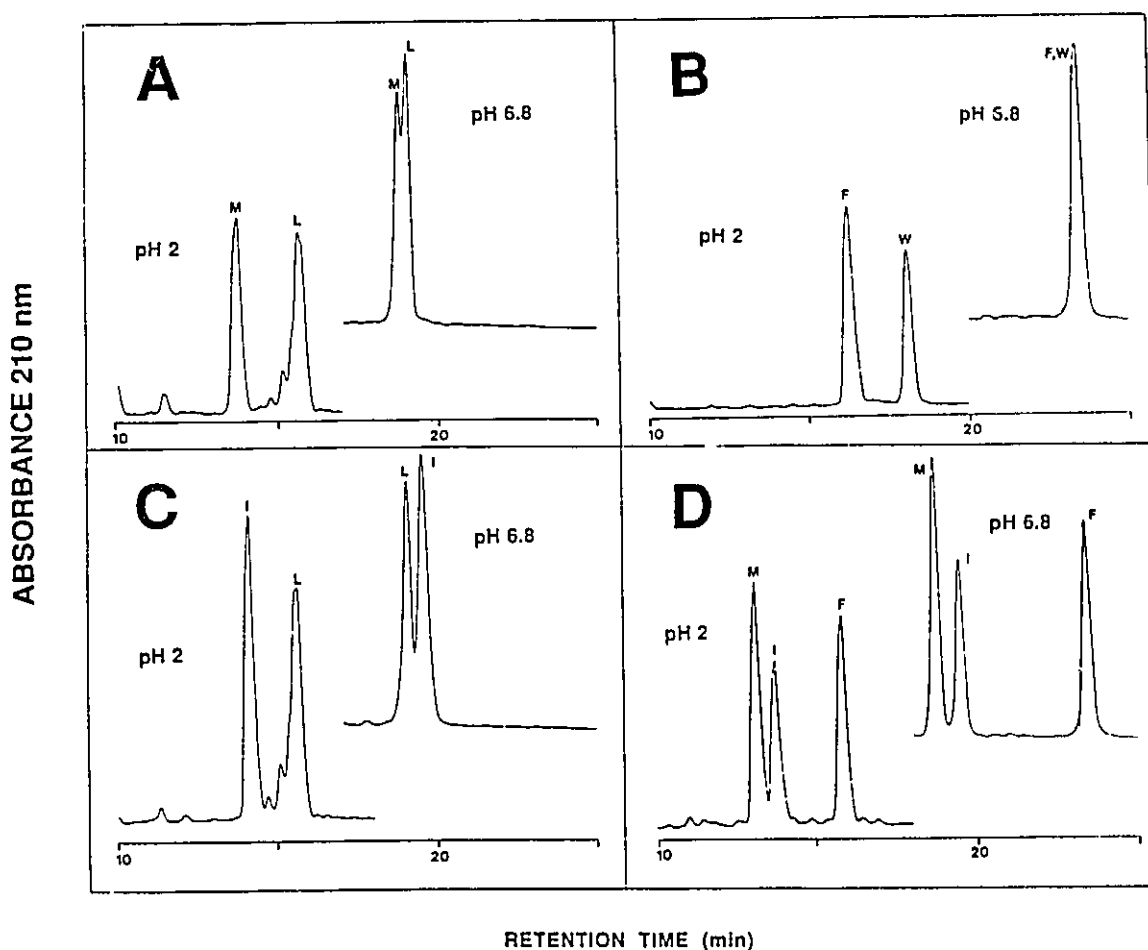 ABSORBANCE 210 nm
A
pH 2
M
L
M
L
pH 6.8
10
20
B
pH 2
F
W
F,W
pH 5.8
10
20
C
pH 2
I
L
L
I
pH 6.8
10
20
D
pH 2
M
I
F
M
I
F
pH 6.8
10
20
RETENTION TIME (min)